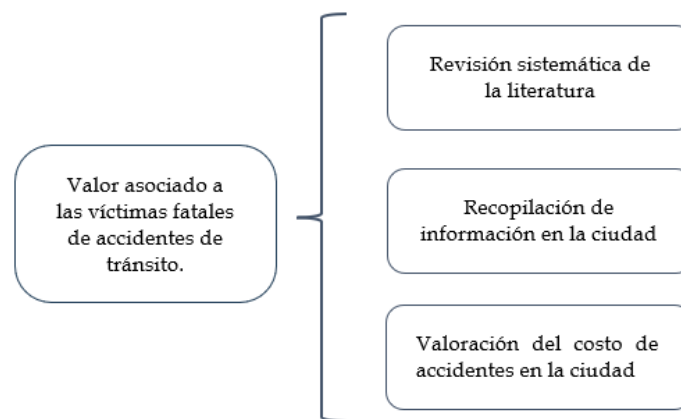 Valor asociado a
las víctimas fatales
de accidentes de
tránsito.
Revisión sistemática de
la literatura
Recopilación de
información en la ciudad
Valoración del costo de
accidentes en la ciudad